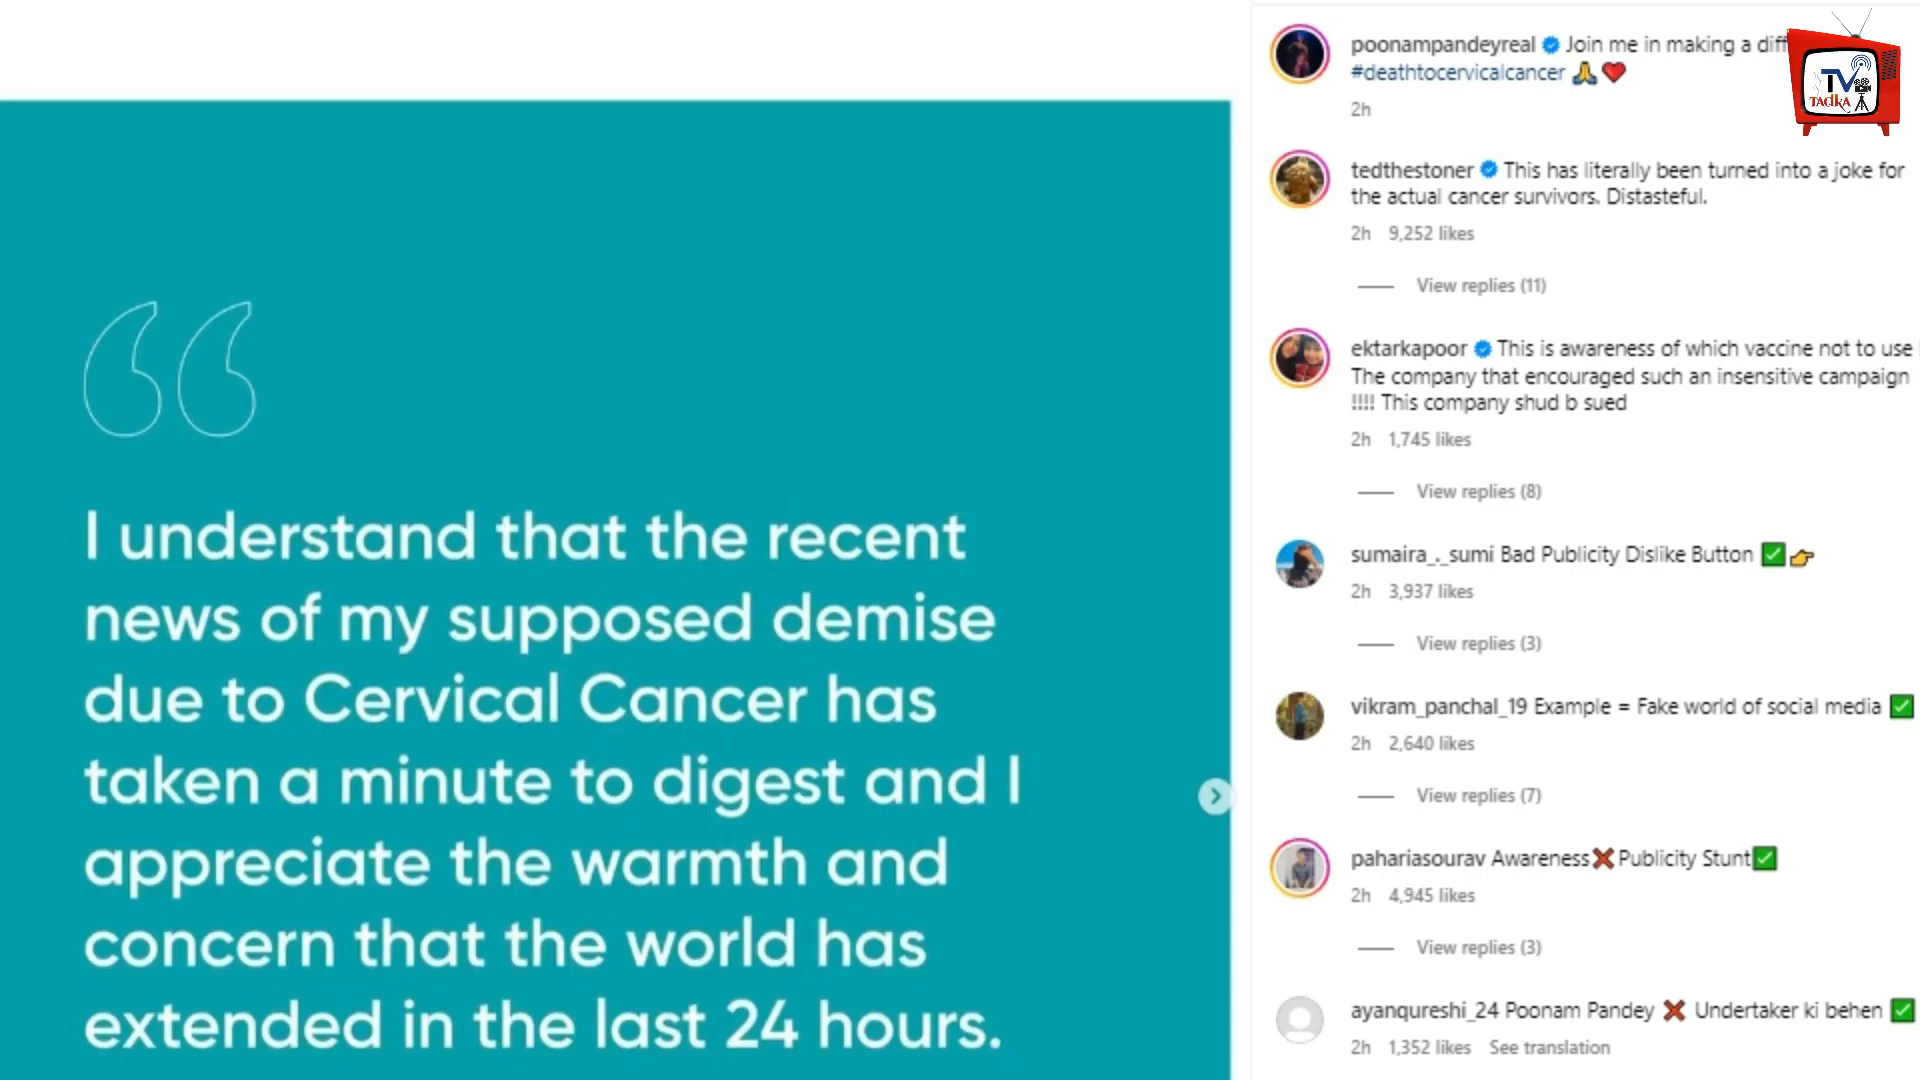 I understand that the recent
news of my supposed demise
due to Cervical Cancer has
taken a minute to digest and I
appreciate the warmth and
concern that the world has
extended in the last 24 hours.
poonampandeyreal Join me in making a diff
#deathtocervicalcancer 🙏 ❤️
2h
TV
TADKA
tedthestoner This has literally been turned into a joke for
the actual cancer survivors. Distasteful.
2h 9,252 likes
View replies (11)
ektarkapoor This is awareness of which vaccine not to use
The company that encouraged such an insensitive campaign
!!!! This company shud b sued
2h 1,745 likes
View replies (8)
sumaira_._sumi Bad Publicity Dislike Button ✅ 👉
2h 3,937 likes
View replies (3)
vikram_panchal_19 Example = Fake world of social media ✅
2h 2,640 likes
View replies (7)
pahariasourav Awareness❌ Publicity Stunt✅
2h 4,945 likes
View replies (3)
ayanqureshi_24 Poonam Pandey ❌ Undertaker ki behen ✅
2h 1,352 likes See translation